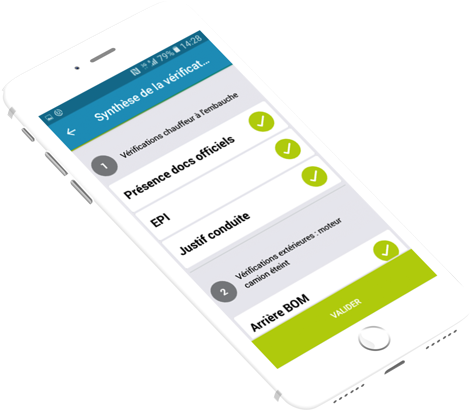 79% 14:28
Synthèse de la vérificat...
1
Vérifications chauffeur à l'embauche
Présence docs officiels
EPI
Justif conduite
2
Vérifications extérieures : moteur
camion éteint
Arrière BOM
VALIDER